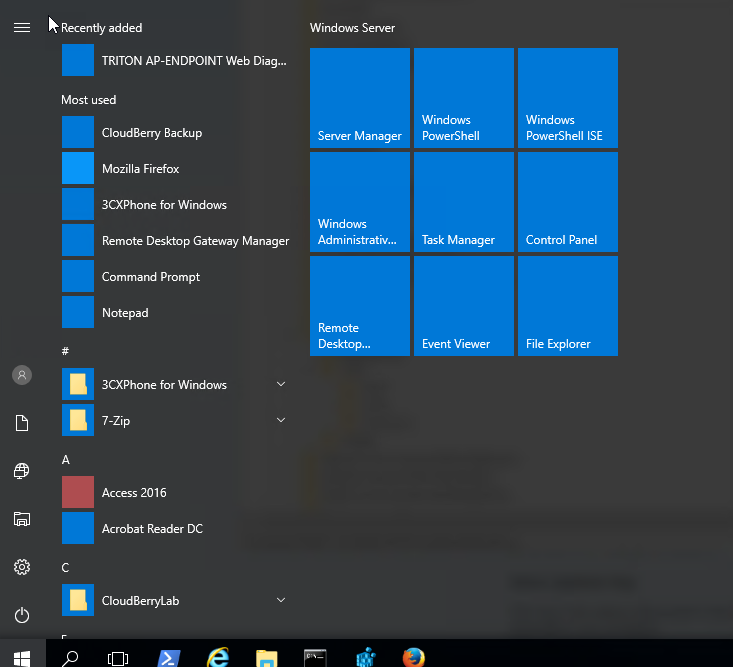 Recently added
TRITON AP-ENDPOINT Web Diag...
Most used
CloudBerry Backup
Mozilla Firefox
3CXPhone for Windows
Remote Desktop Gateway Manager
Command Prompt
Notepad
#
3CXPhone for Windows
7-Zip
A
Access 2016
Acrobat Reader DC
C
CloudBerryLab
Windows Server
Server Manager
Windows
PowerShell
Windows
PowerShell ISE
Windows
Administrativ...
Task Manager
Control Panel
Remote
Desktop...
Event Viewer
File Explorer